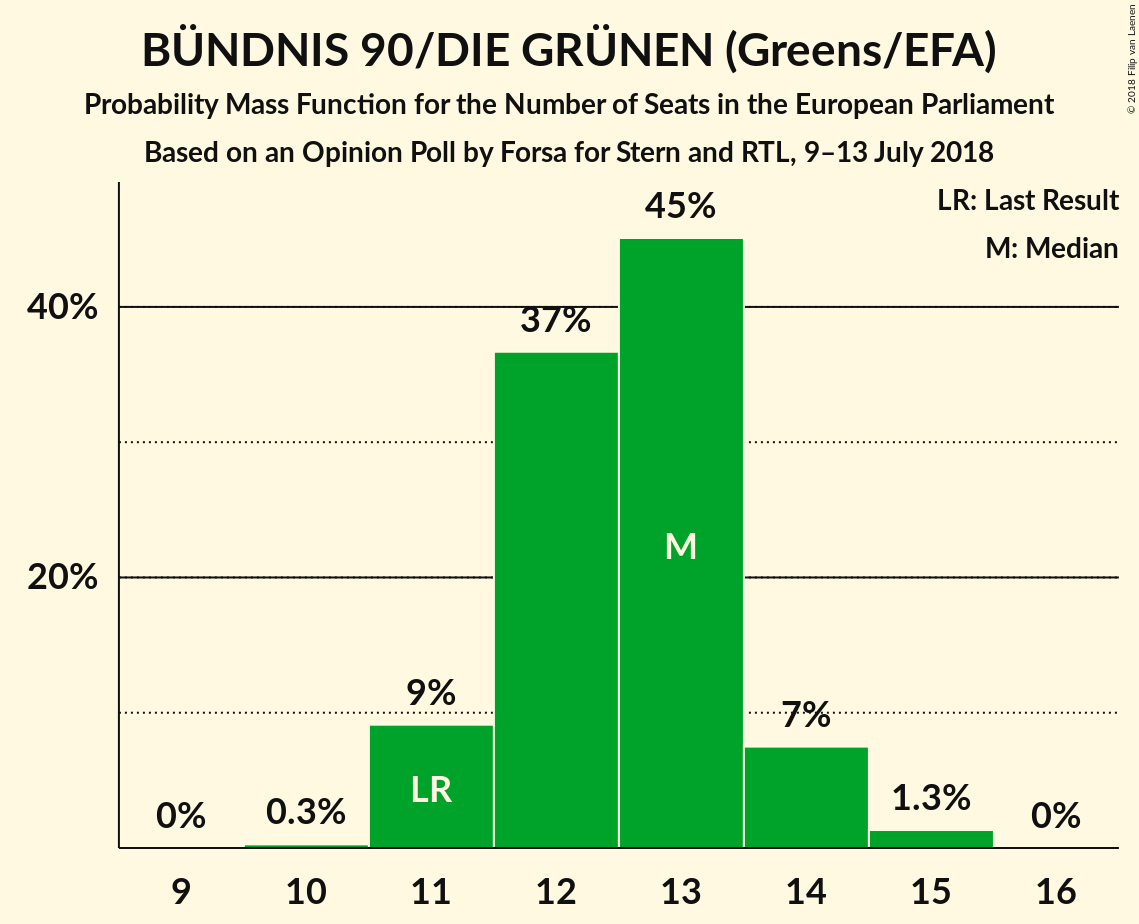 BÜNDNIS 90/DIE GRÜNEN (Greens/EFA)
Probability Mass Function for the Number of Seats in the European Parliament
Based on an Opinion Poll by Forsa for Stern and RTL, 9–13 July 2018
© 2018 Filip van Laenen
LR: Last Result
M: Median
40%
20%
0%
0.3%
9%
37%
45%
7%
1.3%
0%
LR
M
9 10 11 12 13 14 15 16